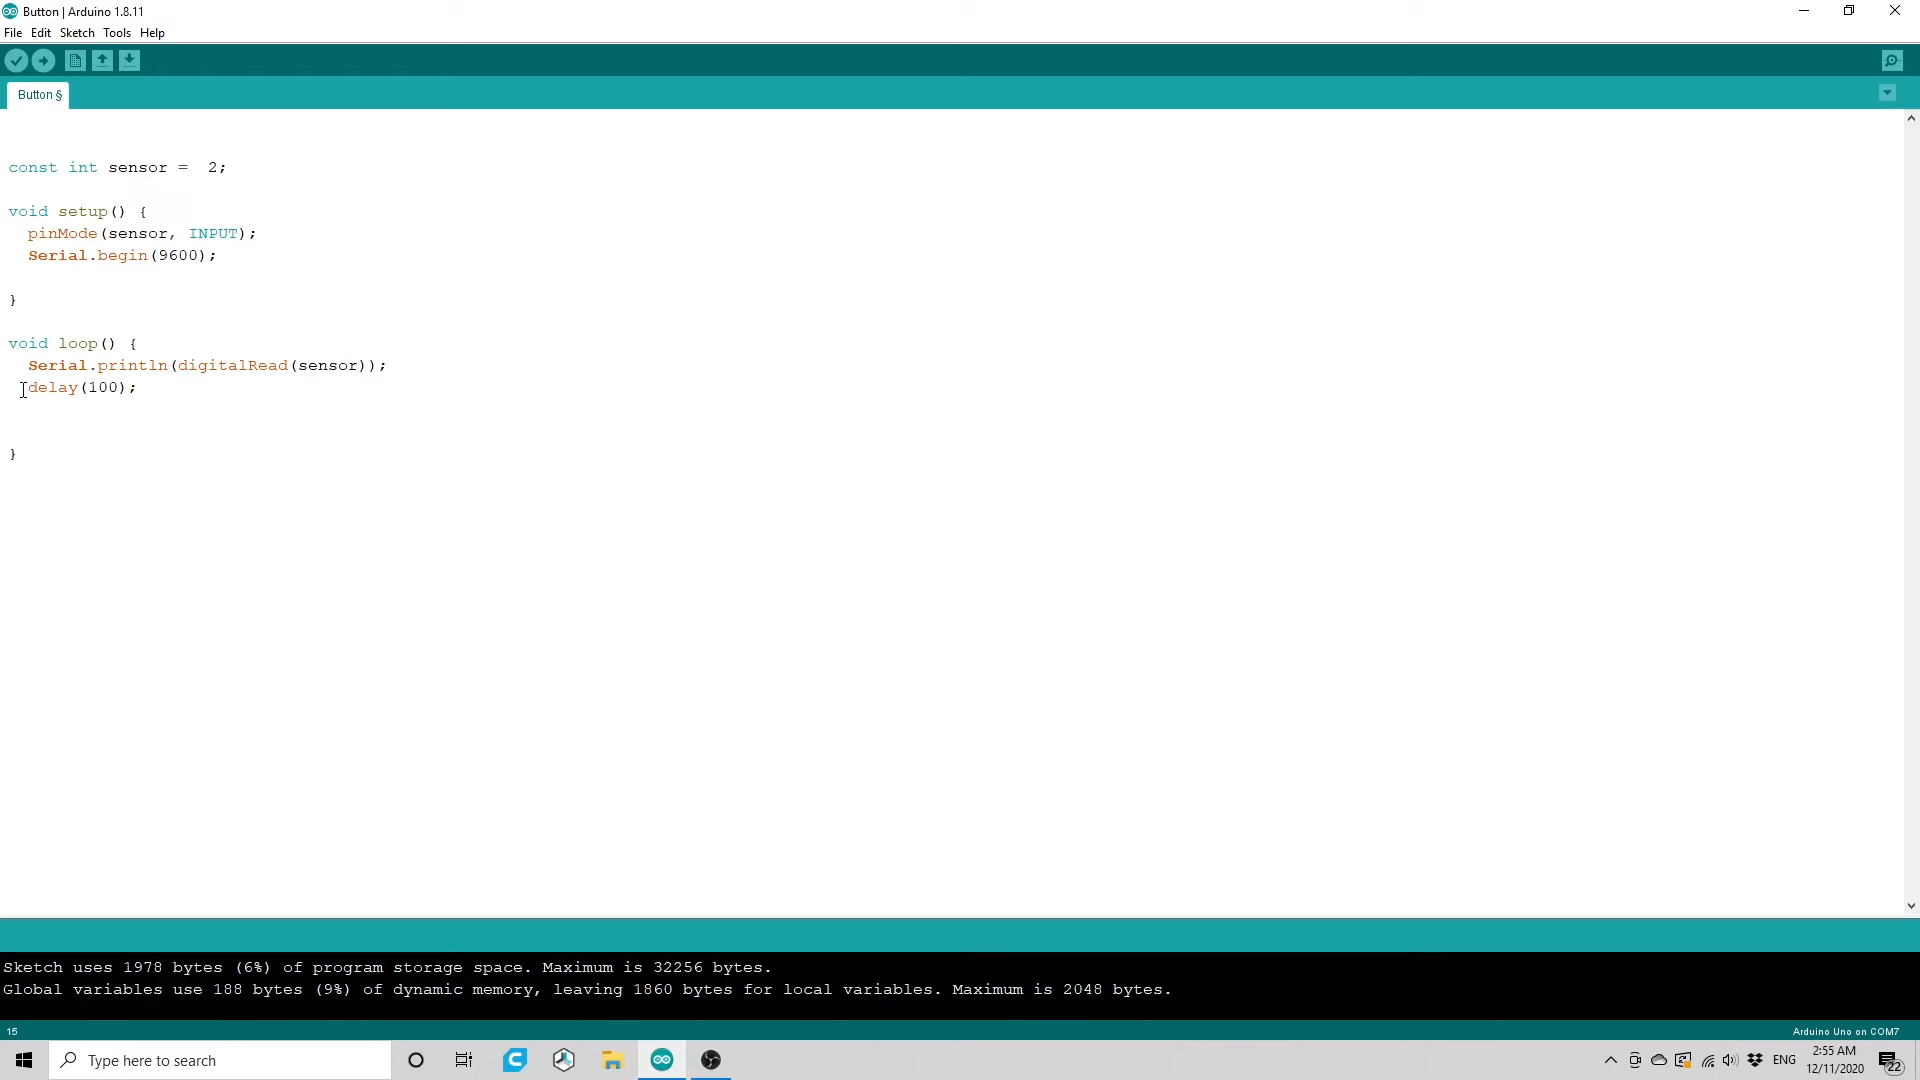 Button | Arduino 1.8.11
File Edit Sketch Tools Help
Button §
const int sensor =  2;
void setup() {
  pinMode(sensor, INPUT);
  Serial.begin(9600);
}
void loop() {
  Serial.println(digitalRead(sensor));
  delay(100);
}
Sketch uses 1978 bytes (6%) of program storage space. Maximum is 32256 bytes.
Global variables use 188 bytes (9%) of dynamic memory, leaving 1860 bytes for local variables. Maximum is 2048 bytes.
15 Arduino Uno on COM7
Type here to search
ENG
2:55 AM
12/11/2020
22